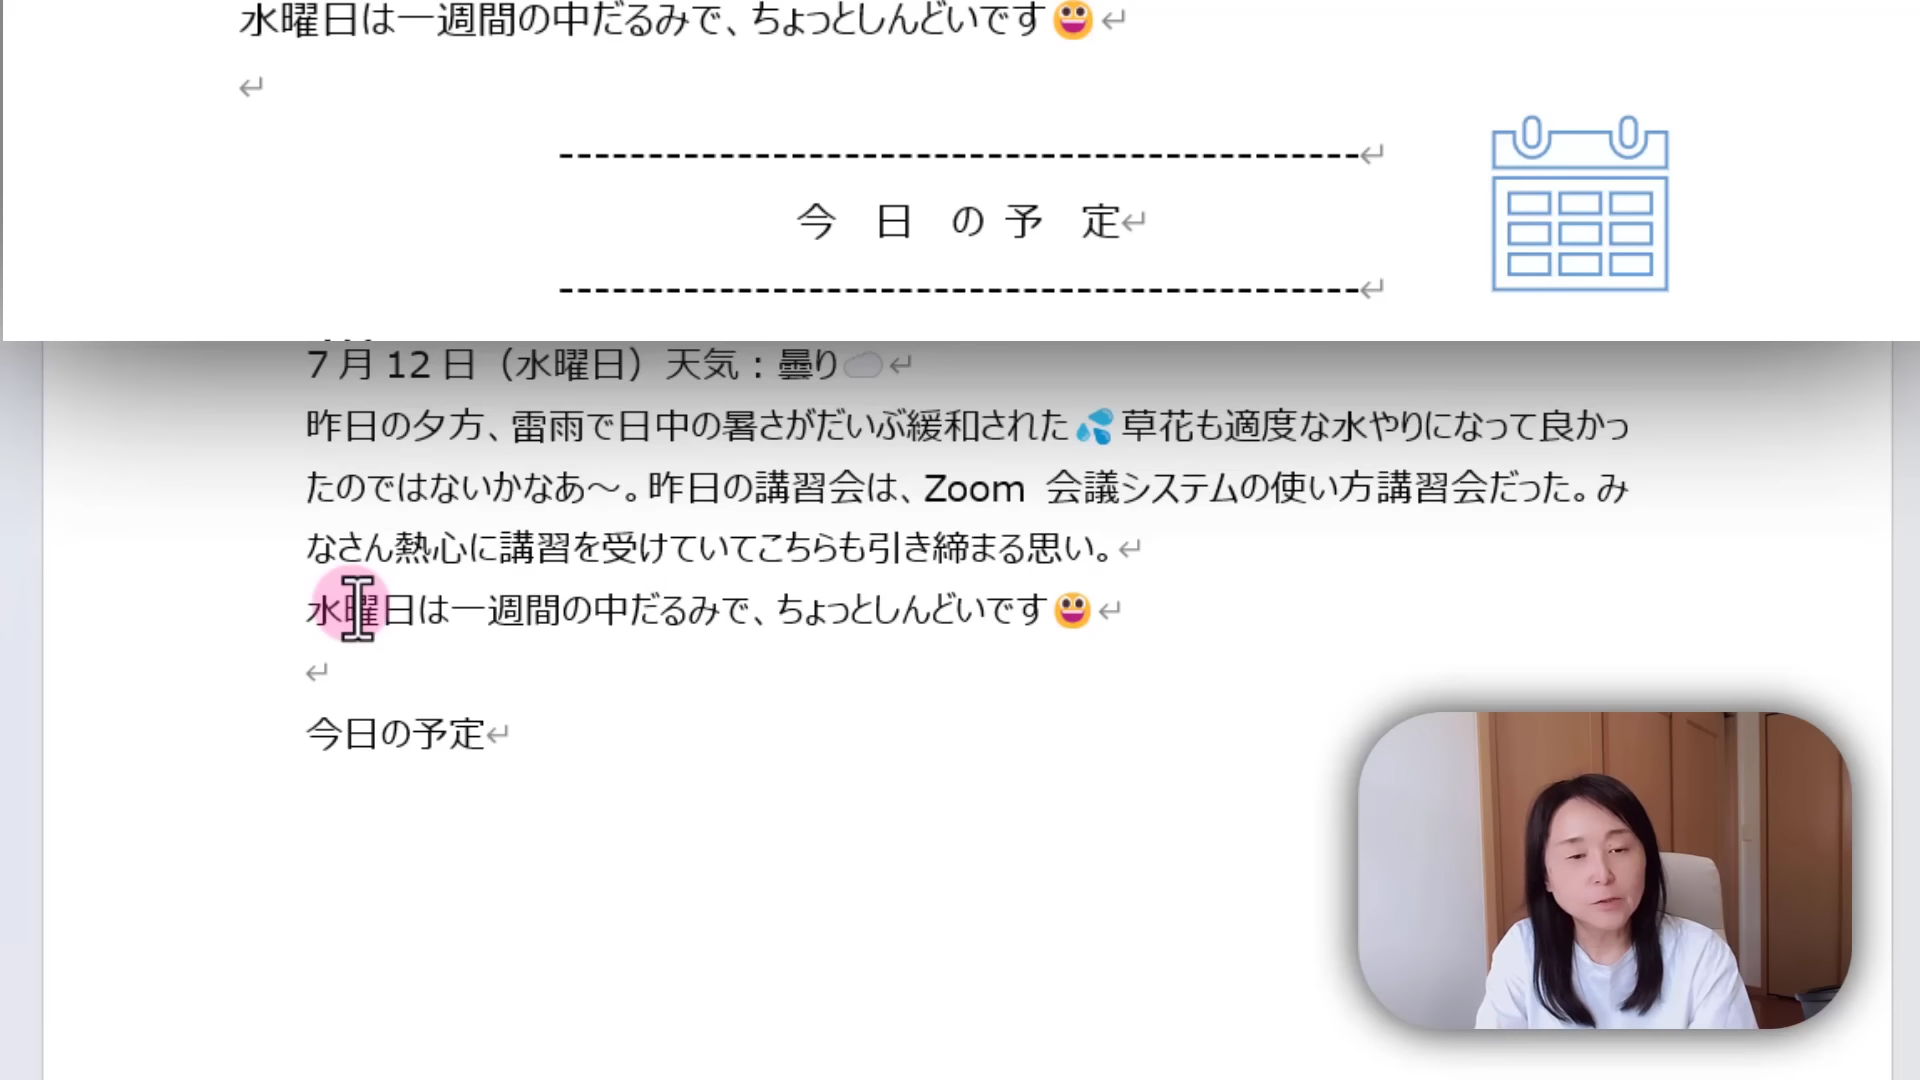 水曜日は一週間の中だるみで、ちょっとしんどいです😀↵
↵
---------------------------------------------↵
今　日　の 予　定↵
---------------------------------------------↵
7月12日（水曜日）天気：曇り☁↵
昨日の夕方、雷雨で日中の暑さがだいぶ緩和された💦草花も適度な水やりになって良かっ
たのではないかなあ～。昨日の講習会は、Zoom 会議システムの使い方講習会だった。み
なさん熱心に講習を受けていてこちらも引き締まる思い。↵
水曜日は一週間の中だるみで、ちょっとしんどいです😀↵
↵
今日の予定↵